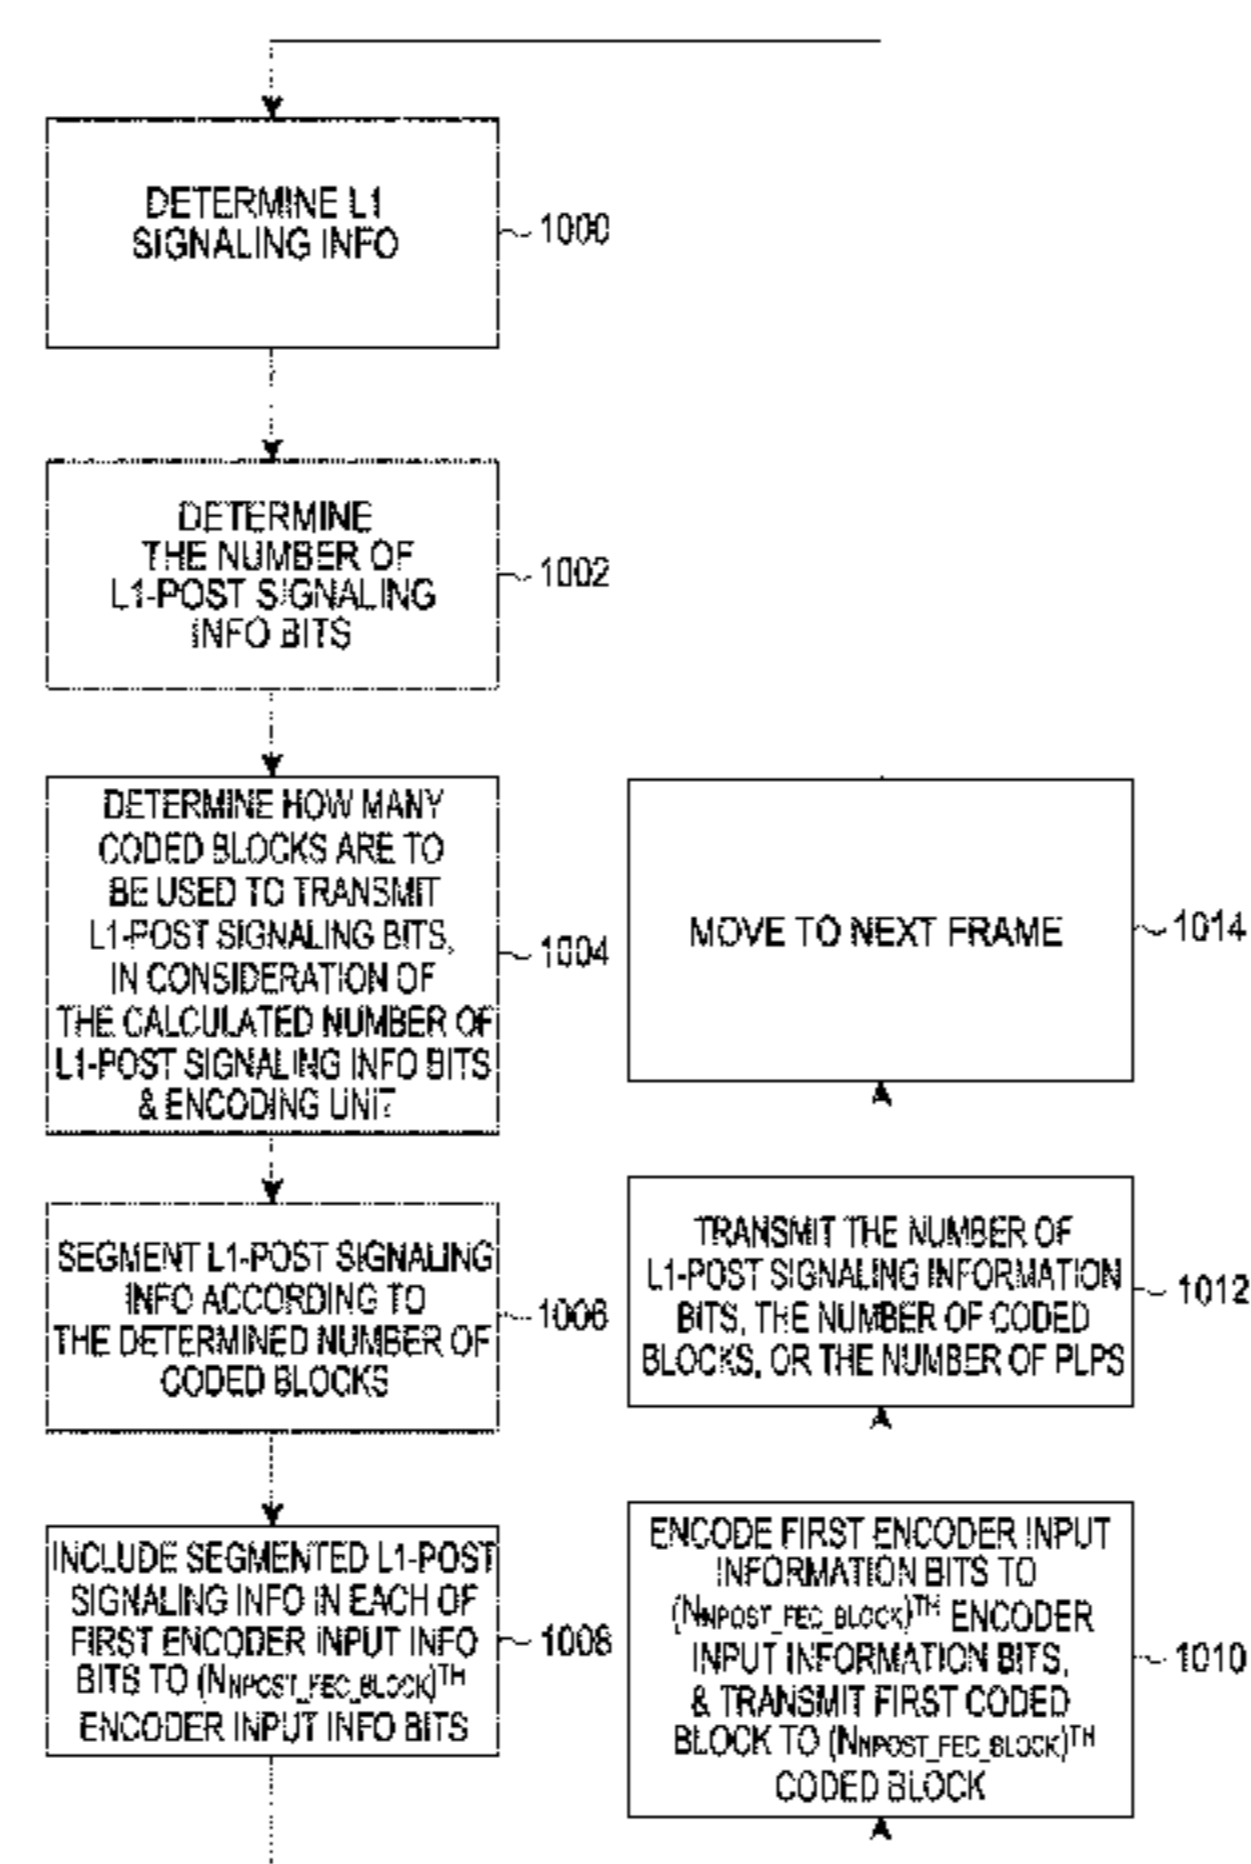 DETERMINE L1
SIGNALING INFO
1000
DETERMINE
THE NUMBER OF
L1-POST SIGNALING
INFO BITS
1002
DETERMINE HOW MANY
CODED BLOCKS ARE TO
BE USED TO TRANSMIT
L1-POST SIGNALING BITS,
IN CONSIDERATION OF
THE CALCULATED NUMBER OF
L1-POST SIGNALING INFO BITS
& ENCODING UNIT
1004
SEGMENT L1-POST SIGNALING
INFO ACCORDING TO
THE DETERMINED NUMBER OF
CODED BLOCKS
1006
INCLUDE SEGMENTED L1-POST
SIGNALING INFO IN EACH OF
FIRST ENCODER INPUT INFO
BITS TO (NNPOST_FEC_BLOCK)TH
ENCODER INPUT INFO BITS
1008
MOVE TO NEXT FRAME
1014
TRANSMIT THE NUMBER OF
L1-POST SIGNALING INFORMATION
BITS, THE NUMBER OF CODED
BLOCKS, OR THE NUMBER OF PLPS
1012
ENCODE FIRST ENCODER INPUT
INFORMATION BITS TO
(NNPOST_FEC_BLOCK)TH ENCODER
INPUT INFORMATION BITS,
& TRANSMIT FIRST CODED
BLOCK TO (NNPOST_FEC_BLOCK)TH
CODED BLOCK
1010